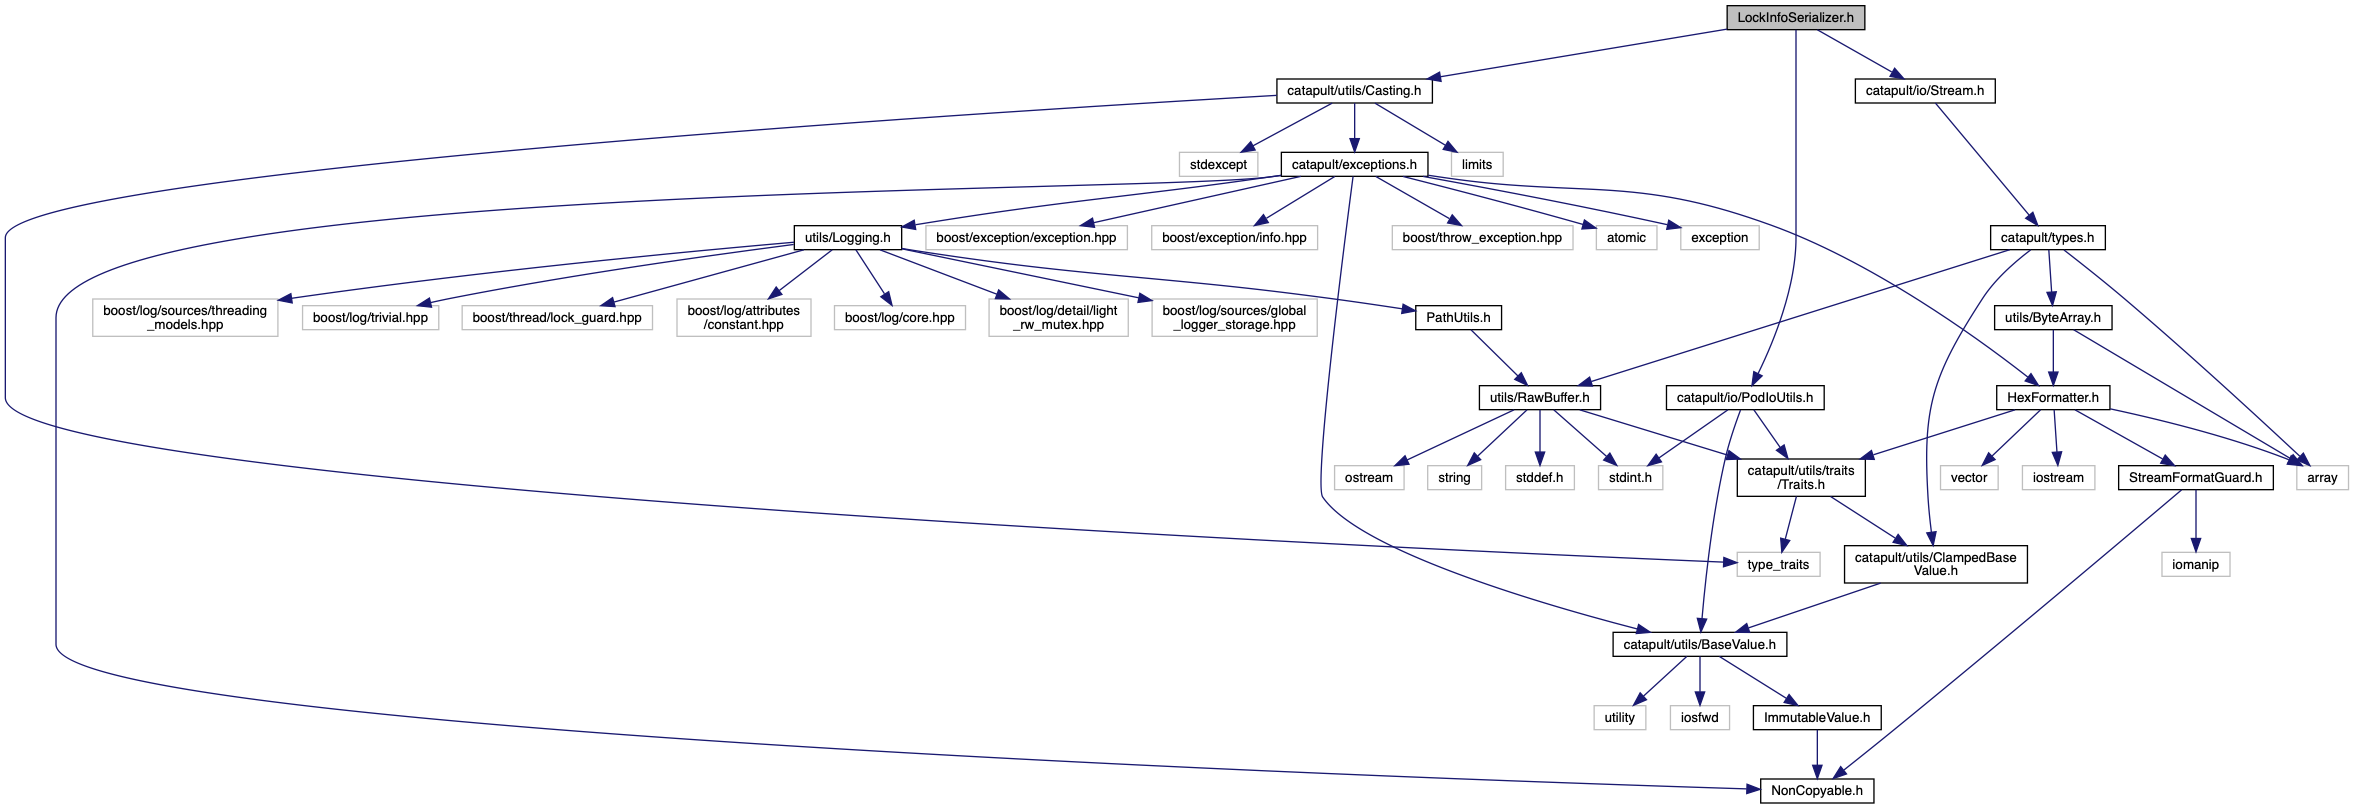 LockInfoSerializer.h
catapult/utils/Casting.h
catapult/io/Stream.h
stdexcept
catapult/exceptions.h
limits
utils/Logging.h
boost/exception/exception.hpp
boost/exception/info.hpp
boost/throw_exception.hpp
atomic
exception
catapult/types.h
boost/log/sources/threading
_models.hpp
boost/log/trivial.hpp
boost/thread/lock_guard.hpp
boost/log/attributes
/constant.hpp
boost/log/core.hpp
boost/log/detail/light
_rw_mutex.hpp
boost/log/sources/global
_logger_storage.hpp
PathUtils.h
utils/ByteArray.h
utils/RawBuffer.h
catapult/io/PodIoUtils.h
HexFormatter.h
ostream
string
stddef.h
stdint.h
catapult/utils/traits
/Traits.h
vector
iostream
StreamFormatGuard.h
array
type_traits
catapult/utils/ClampedBase
Value.h
iomanip
catapult/utils/BaseValue.h
utility
iosfwd
ImmutableValue.h
NonCopyable.h